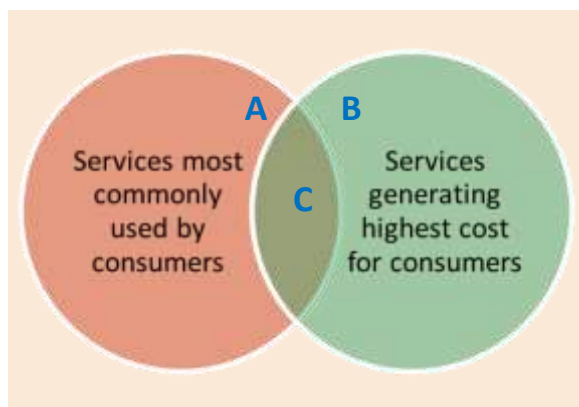 A
B
Services most
commonly
used by
consumers
C
Services
generating
highest cost
for consumers